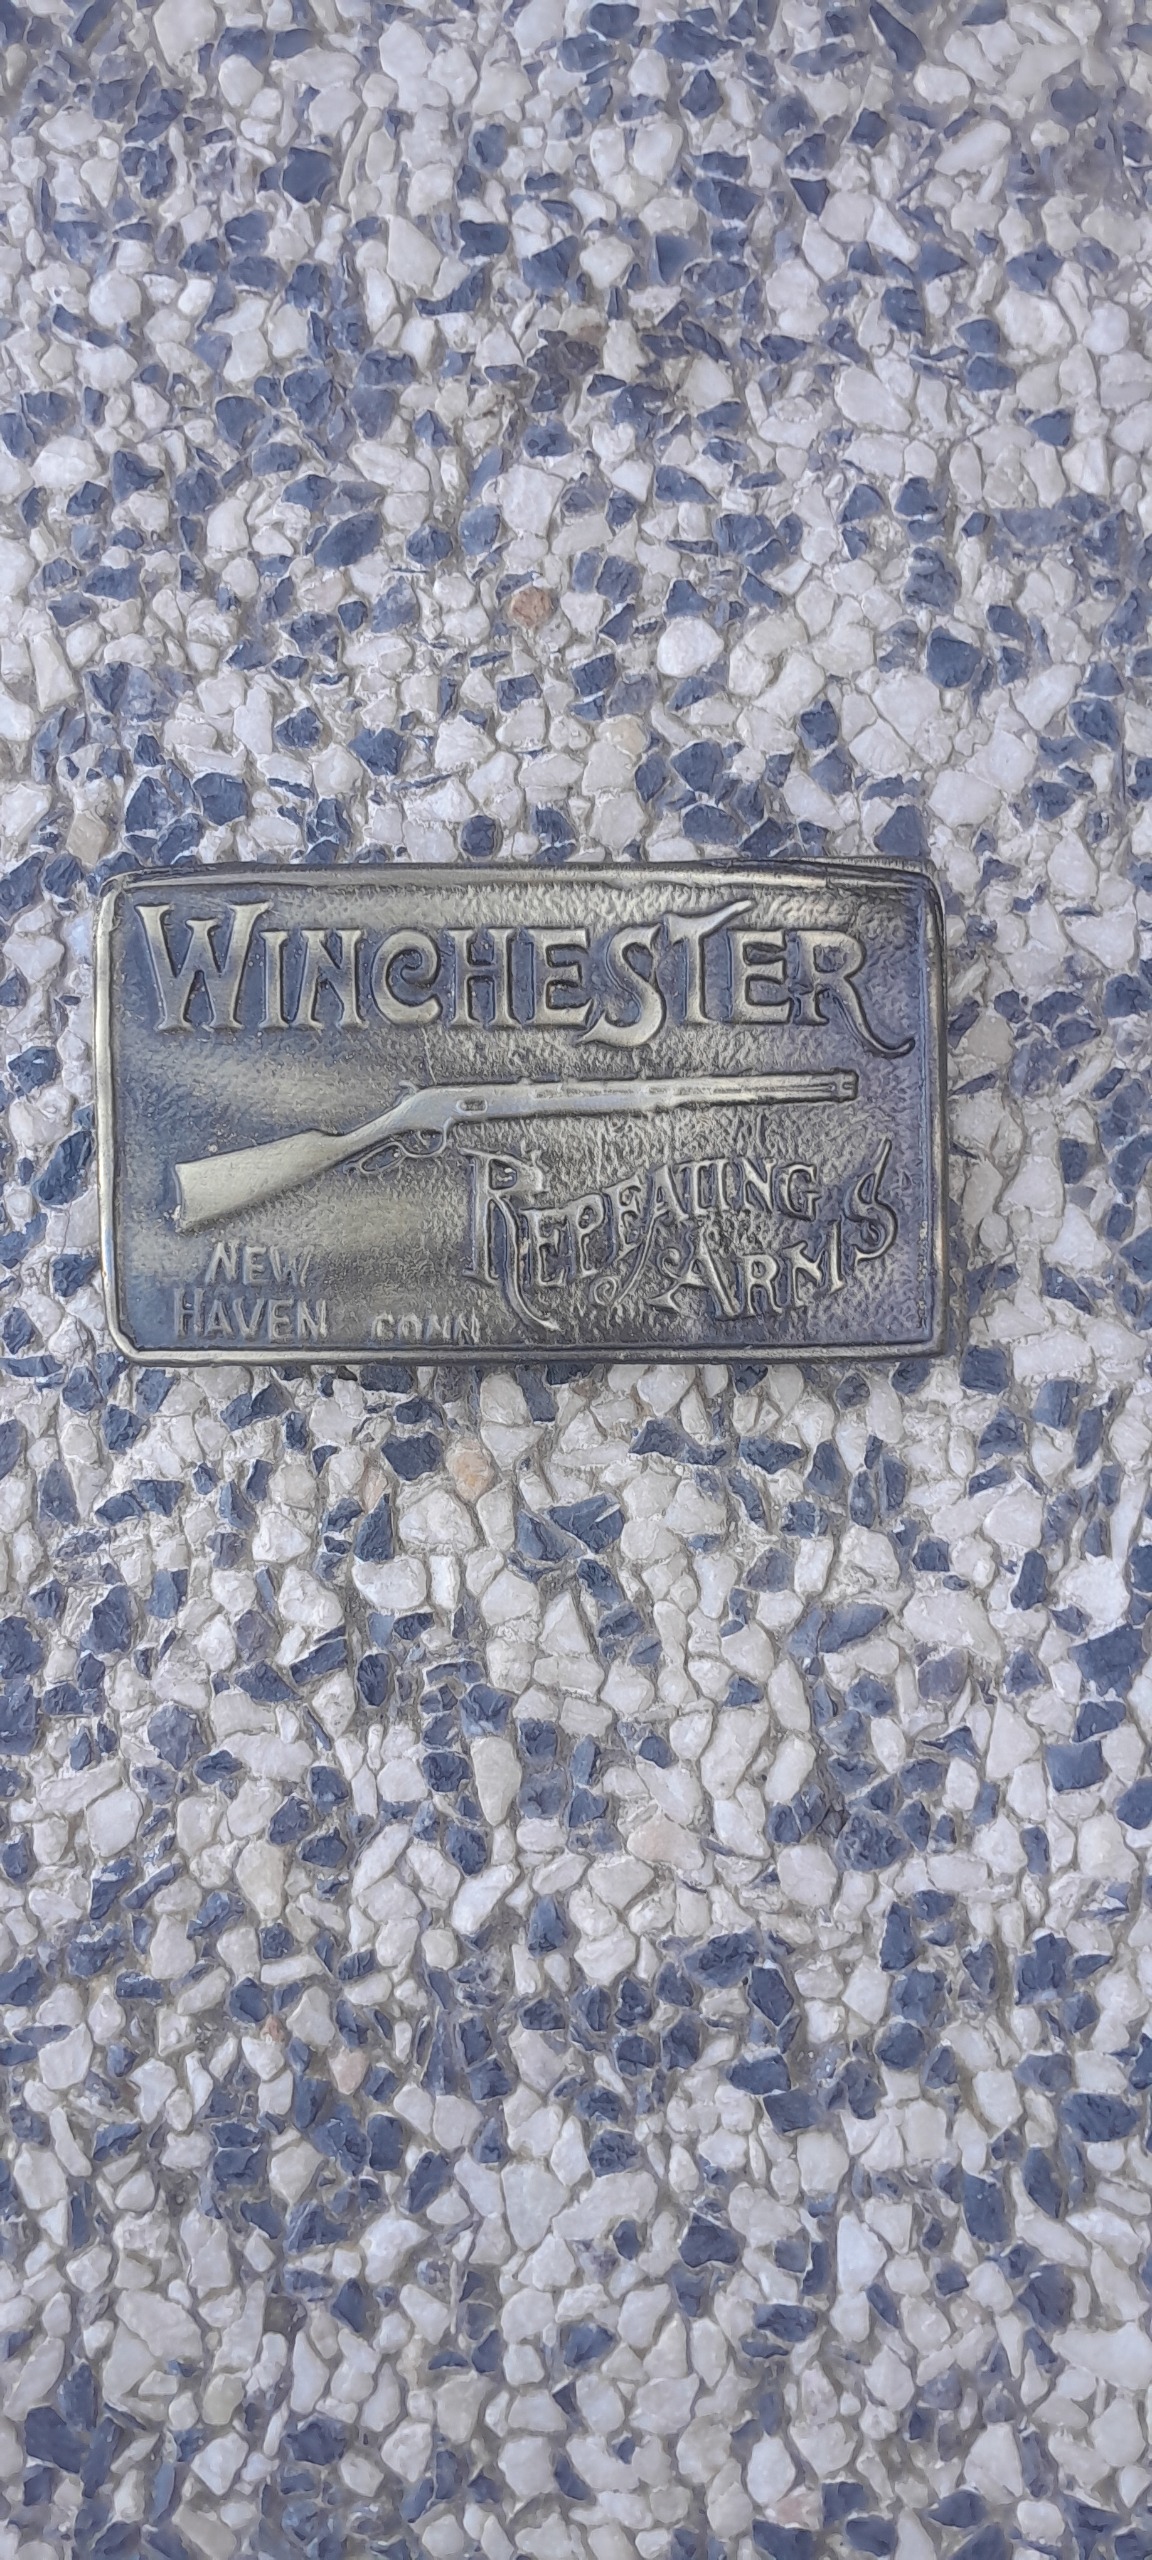 WINCHESTER
REPEATING
ARMS
NEW
HAVEN CONN